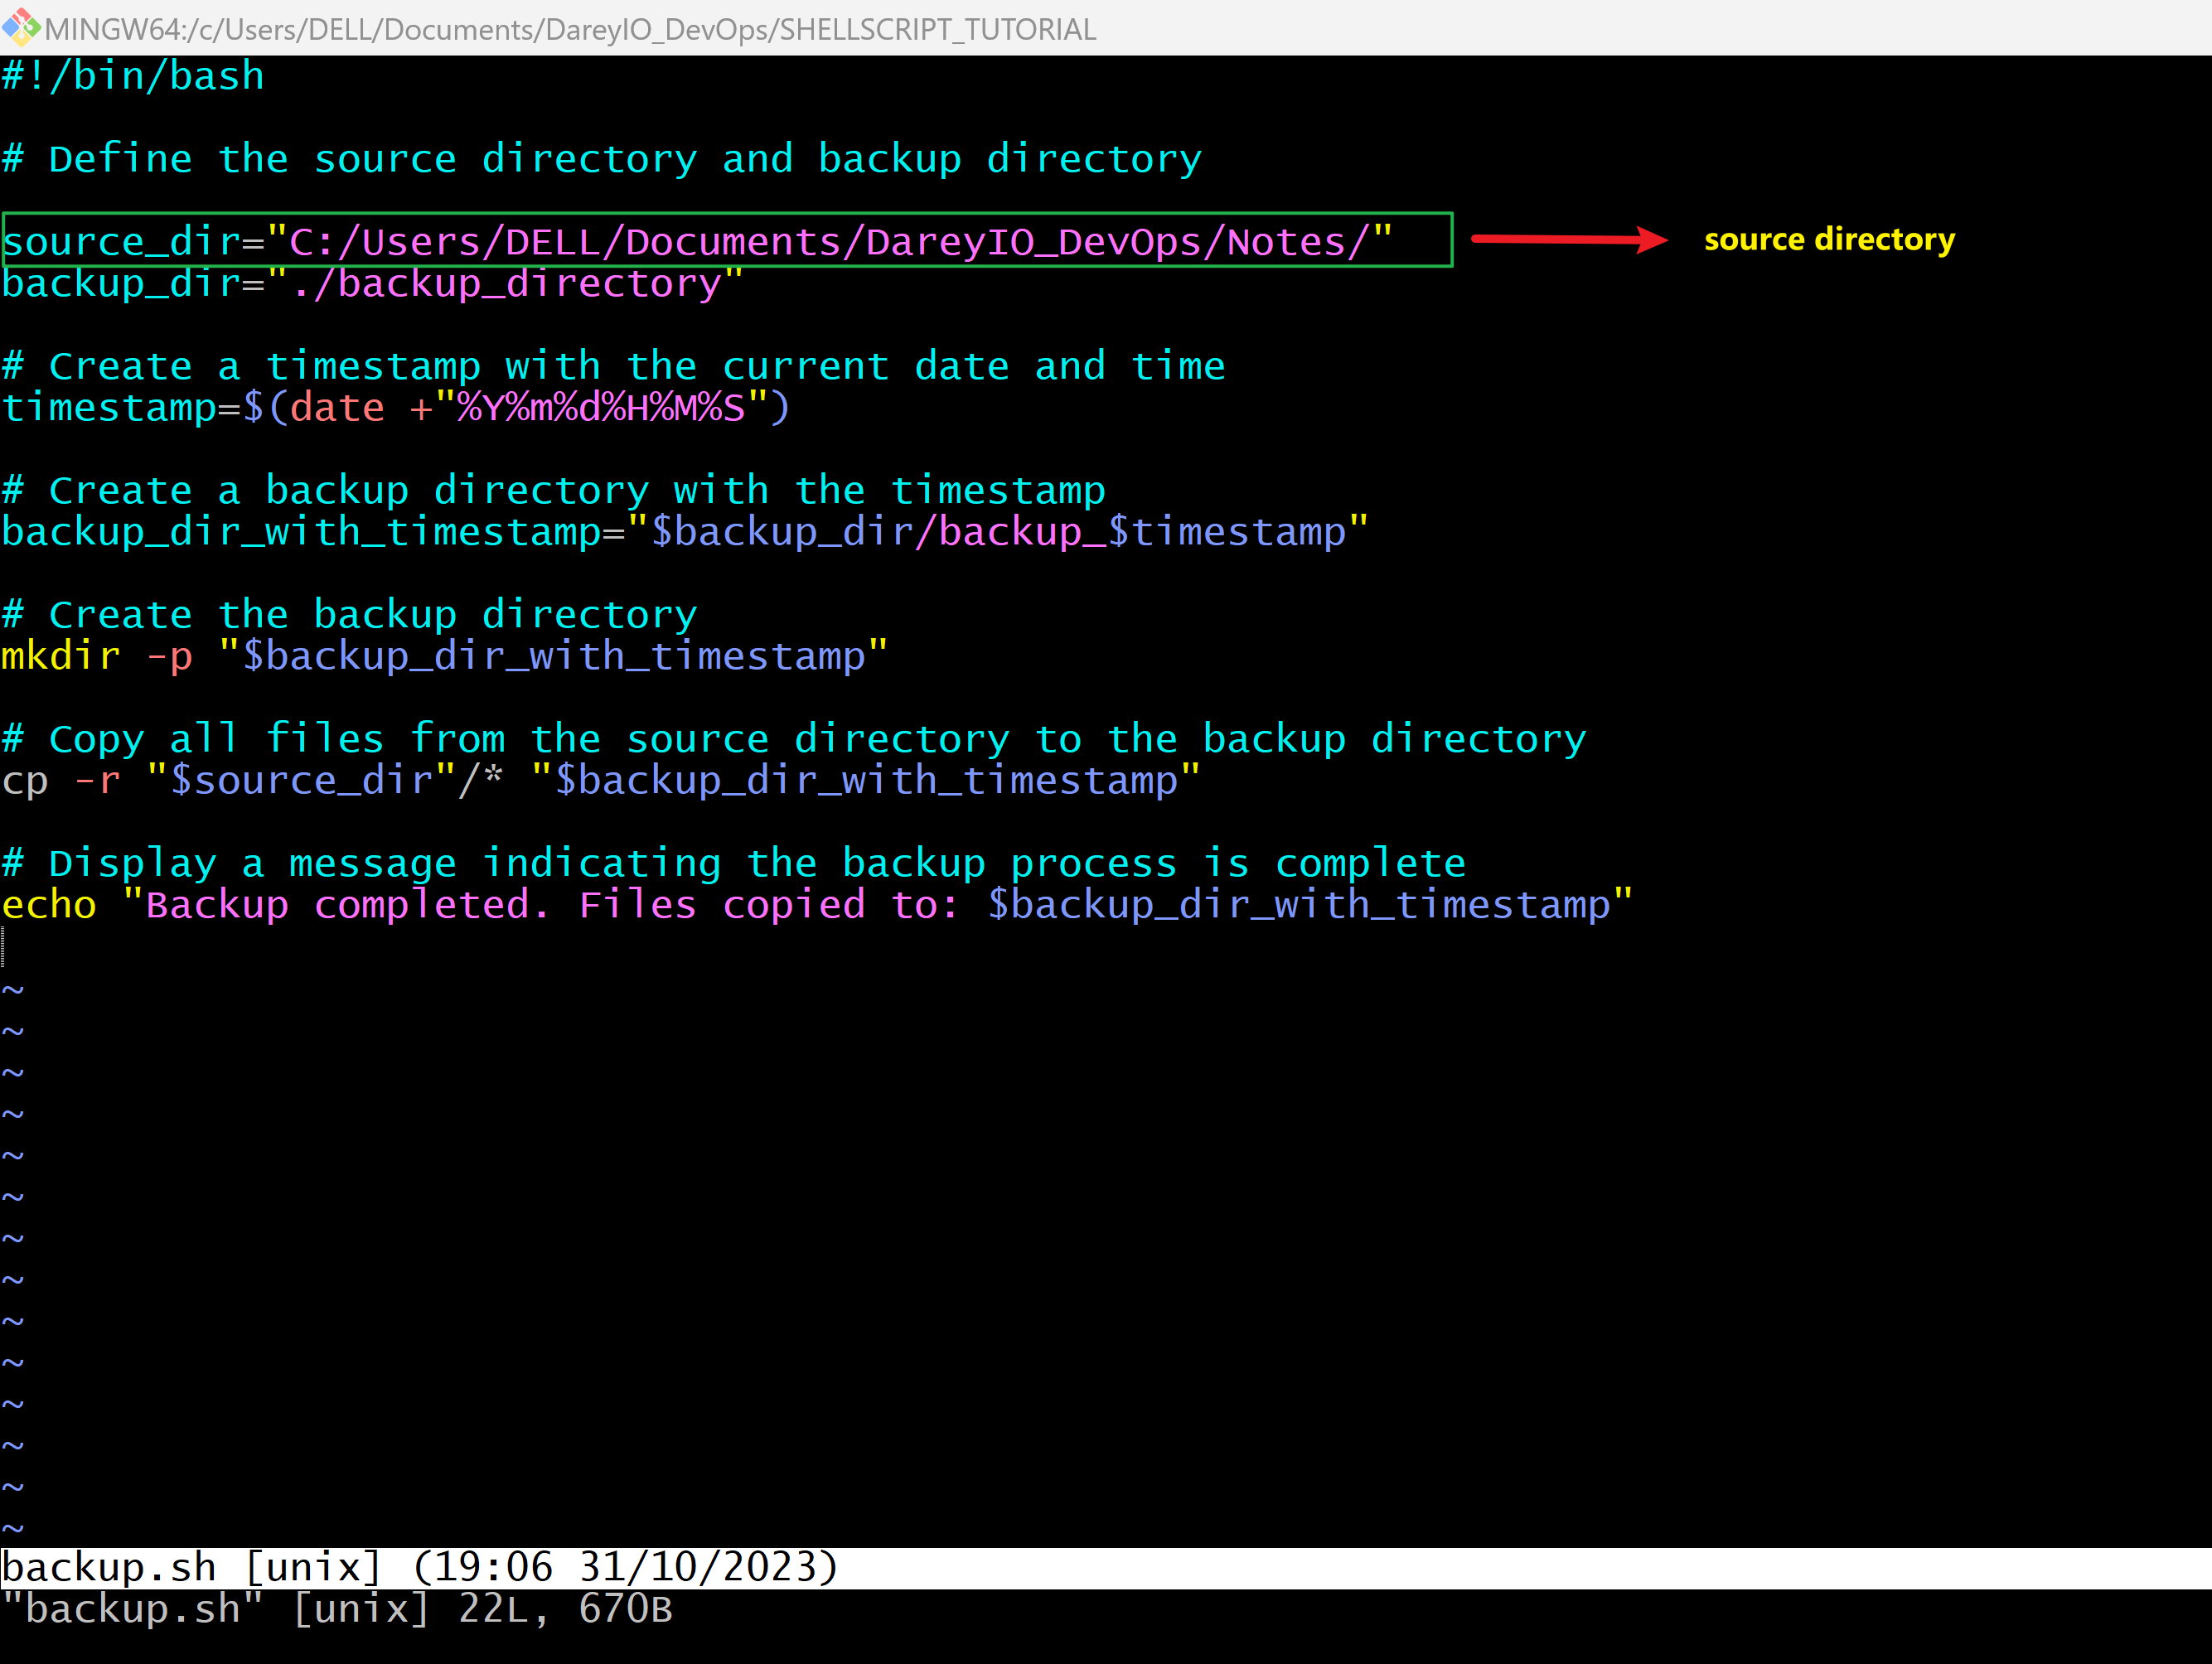 MINGW64:/c/Users/DELL/Documents/DareyIO_DevOps/SHELLSCRIPT_TUTORIAL
#!/bin/bash
# Define the source directory and backup directory
source_dir="C:/Users/DELL/Documents/DareyIO_DevOps/Notes/"
source directory
backup_dir="./backup_directory"
# Create a timestamp with the current date and time
timestamp=$(date +"%Y%m%d%H%M%S")
# Create a backup directory with the timestamp
backup_dir_with_timestamp="$backup_dir/backup_$timestamp"
# Create the backup directory
mkdir -p "$backup_dir_with_timestamp"
# Copy all files from the source directory to the backup directory
cp -r "$source_dir"/* "$backup_dir_with_timestamp"
# Display a message indicating the backup process is complete
echo "Backup completed. Files copied to: $backup_dir_with_timestamp"
~
~
~
~
~
~
~
~
~
~
~
~
~
~
backup.sh [unix] (19:06 31/10/2023)
"backup.sh" [unix] 22L, 670B